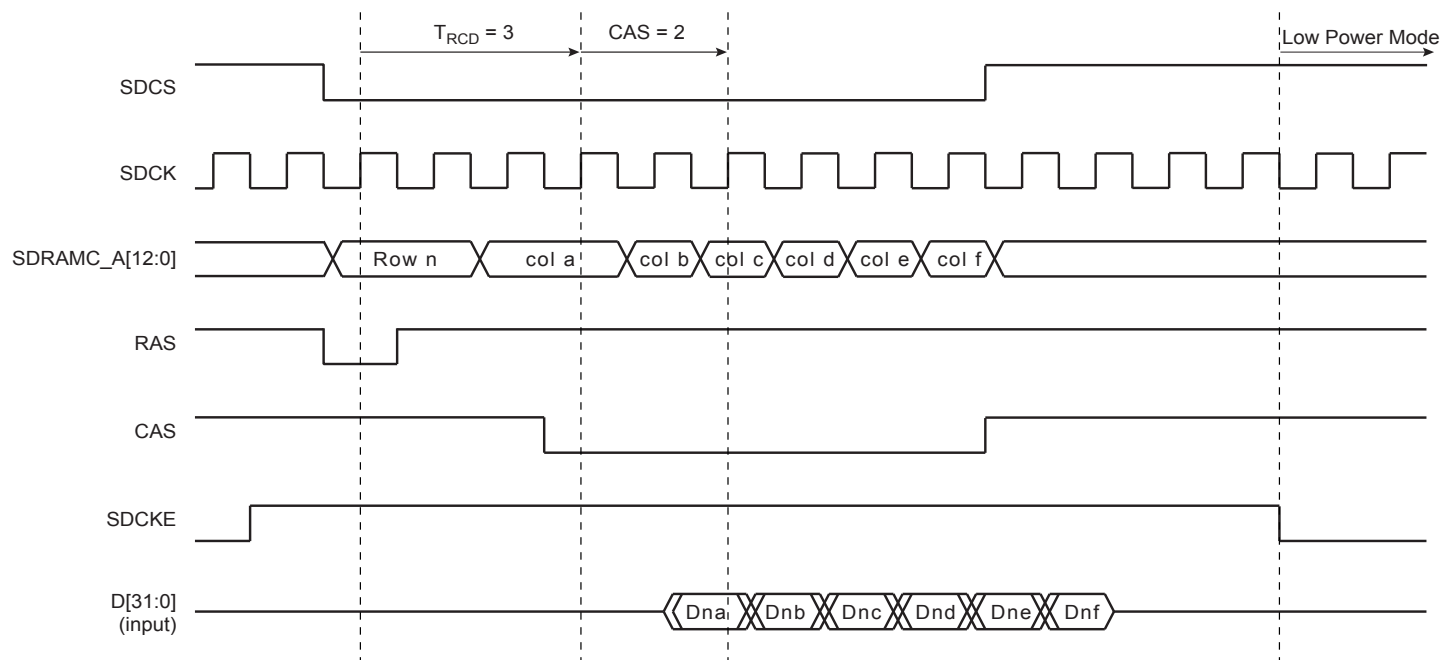 T_RCD = 3
CAS = 2
Low Power Mode
SDCS
SDCK
SDRAMC_A[12:0]
Row n
col a
col b
col c
col d
col e
col f
RAS
CAS
SDCKE
D[31:0]
(input)
Dna
Dnb
Dnc
Dnd
Dne
Dnf